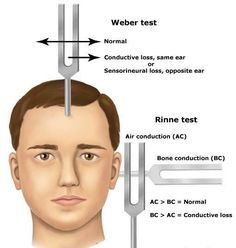 Weber test
Normal
Conductive loss, same ear
or
Sensorineural loss, opposite ear
Rinne test
Air conduction (AC)
Bone conduction (BC)
AC > BC = Normal
BC > AC = Conductive loss